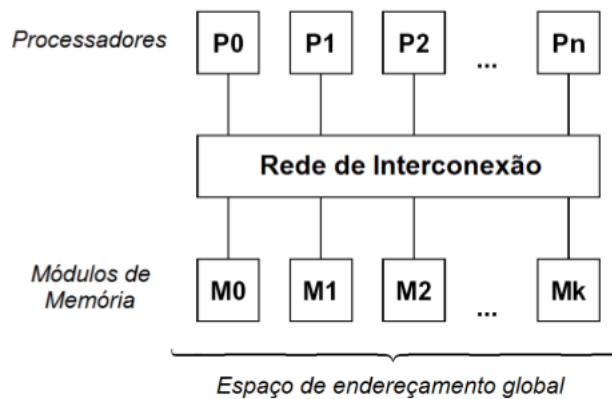 Processadores
P0 P1 P2 ... Pn
Rede de Interconexão
Módulos de
Memória
M0 M1 M2 ... Mk
Espaço de endereçamento global